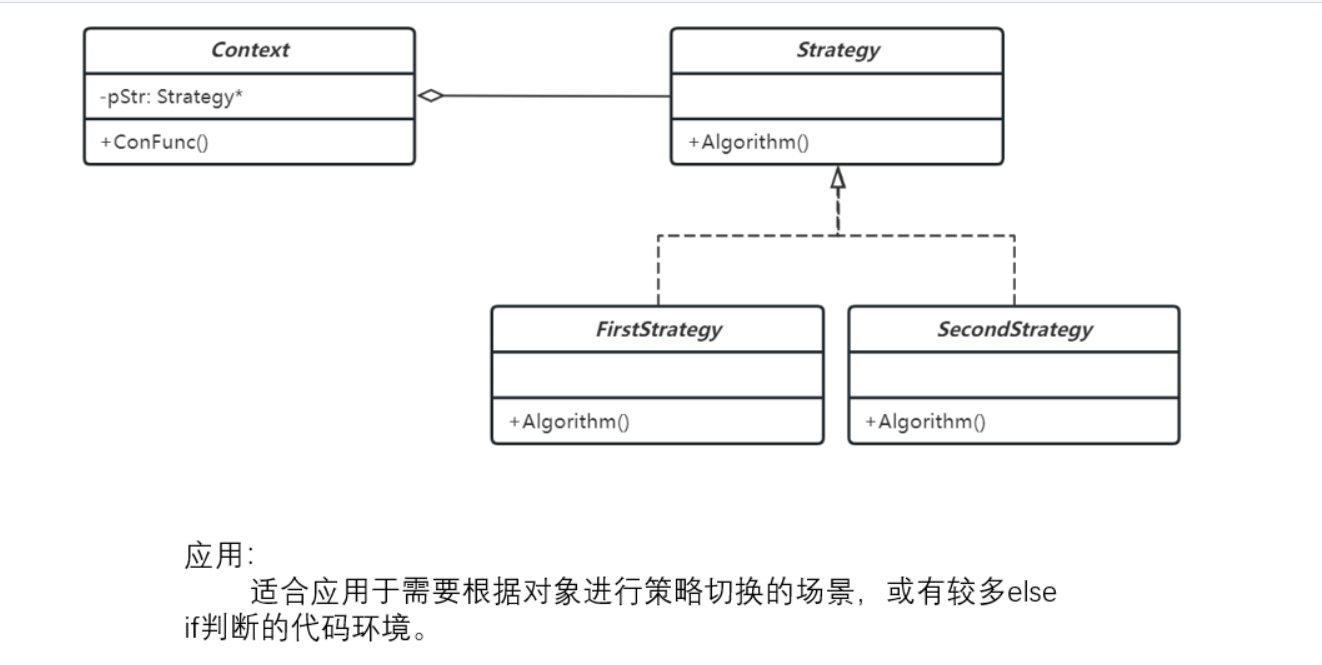 Context
-pStr: Strategy*
+ConFunc()
Strategy
+Algorithm()
FirstStrategy
+Algorithm()
SecondStrategy
+Algorithm()
应用：
适合应用于需要根据对象进行策略切换的场景，或有较多else
if判断的代码环境。